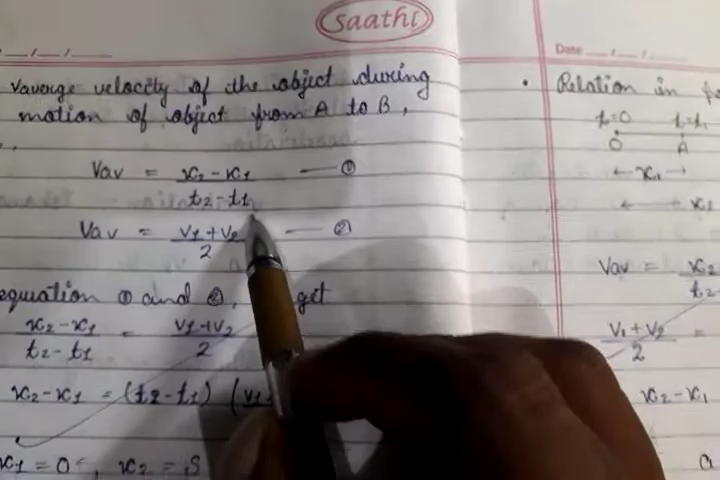 Saathi
Date
Vaverge velocity of the object during
motion of object from A to B,
Vav = x2 - x1 / t2 - t1 — ①
Vav = v1 + v2 / 2 — ②
equation ① and ②, get
x2 - x1 / t2 - t1 = v1 + v2 / 2
x2 - x1 = (t2 - t1) (v1
x1 = 0, x2 = S
• Relation in
t=0 t=t1
O A
← x1 →
Vav = x2
t2
v1 + v2 / 2 =
x2 - x1